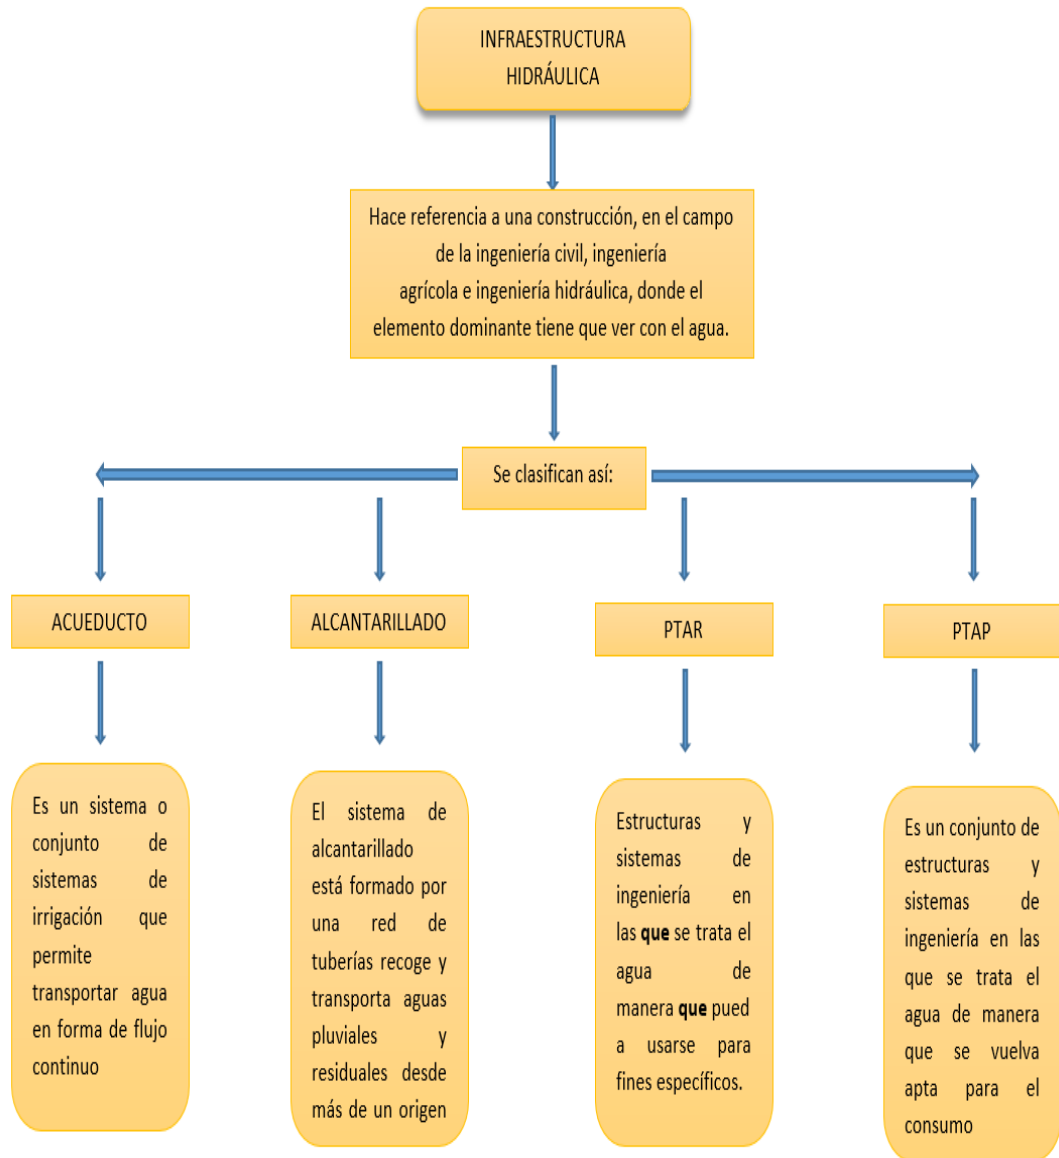 INFRAESTRUCTURA
HIDRÁULICA
Hace referencia a una construcción, en el campo
de la ingeniería civil, ingeniería
agrícola e ingeniería hidráulica, donde el
elemento dominante tiene que ver con el agua.
Se clasifican así:
ACUEDUCTO
ALCANTARILLADO
PTAR
PTAP
Es un sistema o
conjunto de
sistemas de
irrigación que
permite
transportar agua
en forma de flujo
continuo
El sistema de
alcantarillado
está formado por
una red de
tuberías recoge y
transporta aguas
pluviales y
residuales desde
más de un origen
Estructuras y
sistemas de
ingeniería en
las que se trata el
agua de
manera que pued
a usarse para
fines específicos.
Es un conjunto de
estructuras y
sistemas de
ingeniería en las
que se trata el
agua de manera
que se vuelva
apta para el
consumo